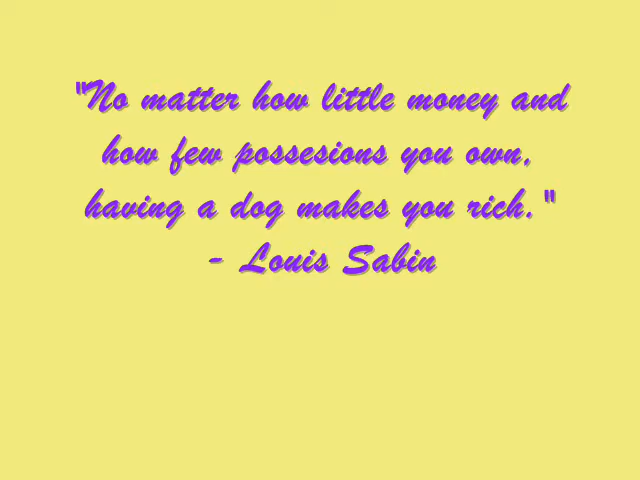 "No matter how little money and
how few possesions you own,
having a dog makes you rich."
- Louis Sabin